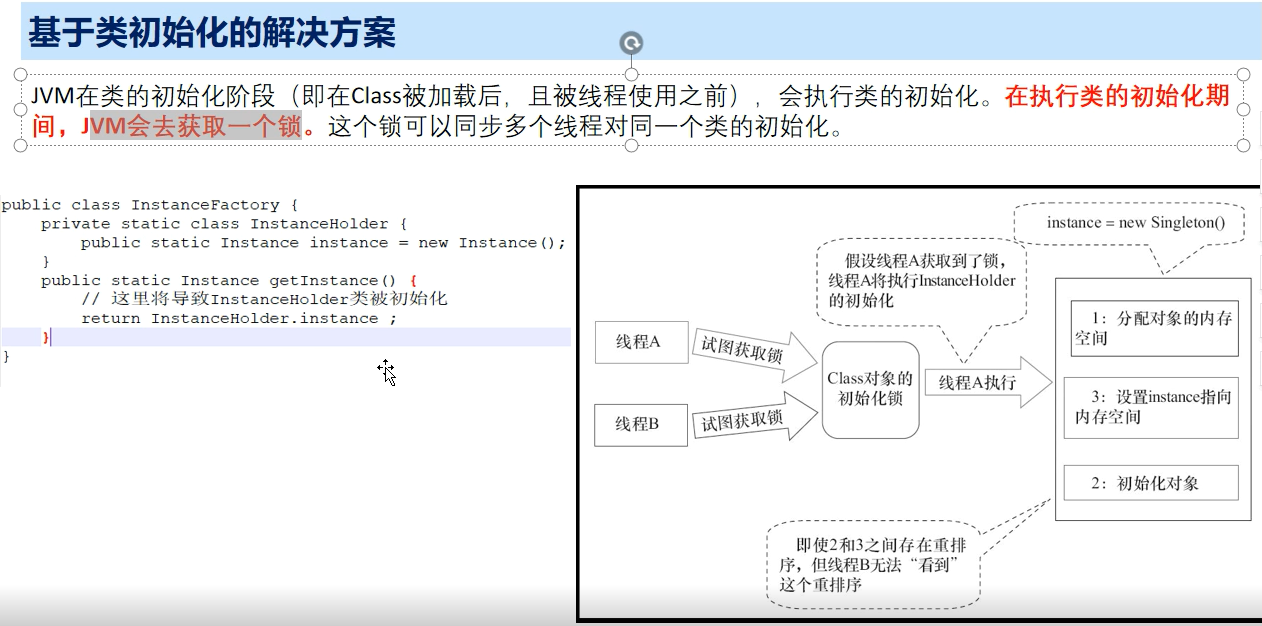 基于类初始化的解决方案
JVM在类的初始化阶段（即在Class被加载后，且被线程使用之前），会执行类的初始化。在执行类的初始化期
间，JVM会去获取一个锁。这个锁可以同步多个线程对同一个类的初始化。
public class InstanceFactory {
    private static class InstanceHolder {
        public static Instance instance = new Instance();
    }
    public static Instance getInstance() {
        // 这里将导致InstanceHolder类被初始化
        return InstanceHolder.instance ;
    }
}
instance = new Singleton()
假设线程A获取到了锁，
线程A将执行InstanceHolder
的初始化
线程A
试图获取锁
线程B
试图获取锁
Class对象的
初始化锁
线程A执行
1：分配对象的内存
空间
3：设置instance指向
内存空间
2：初始化对象
即使2和3之间存在重排
序，但线程B无法“看到”
这个重排序